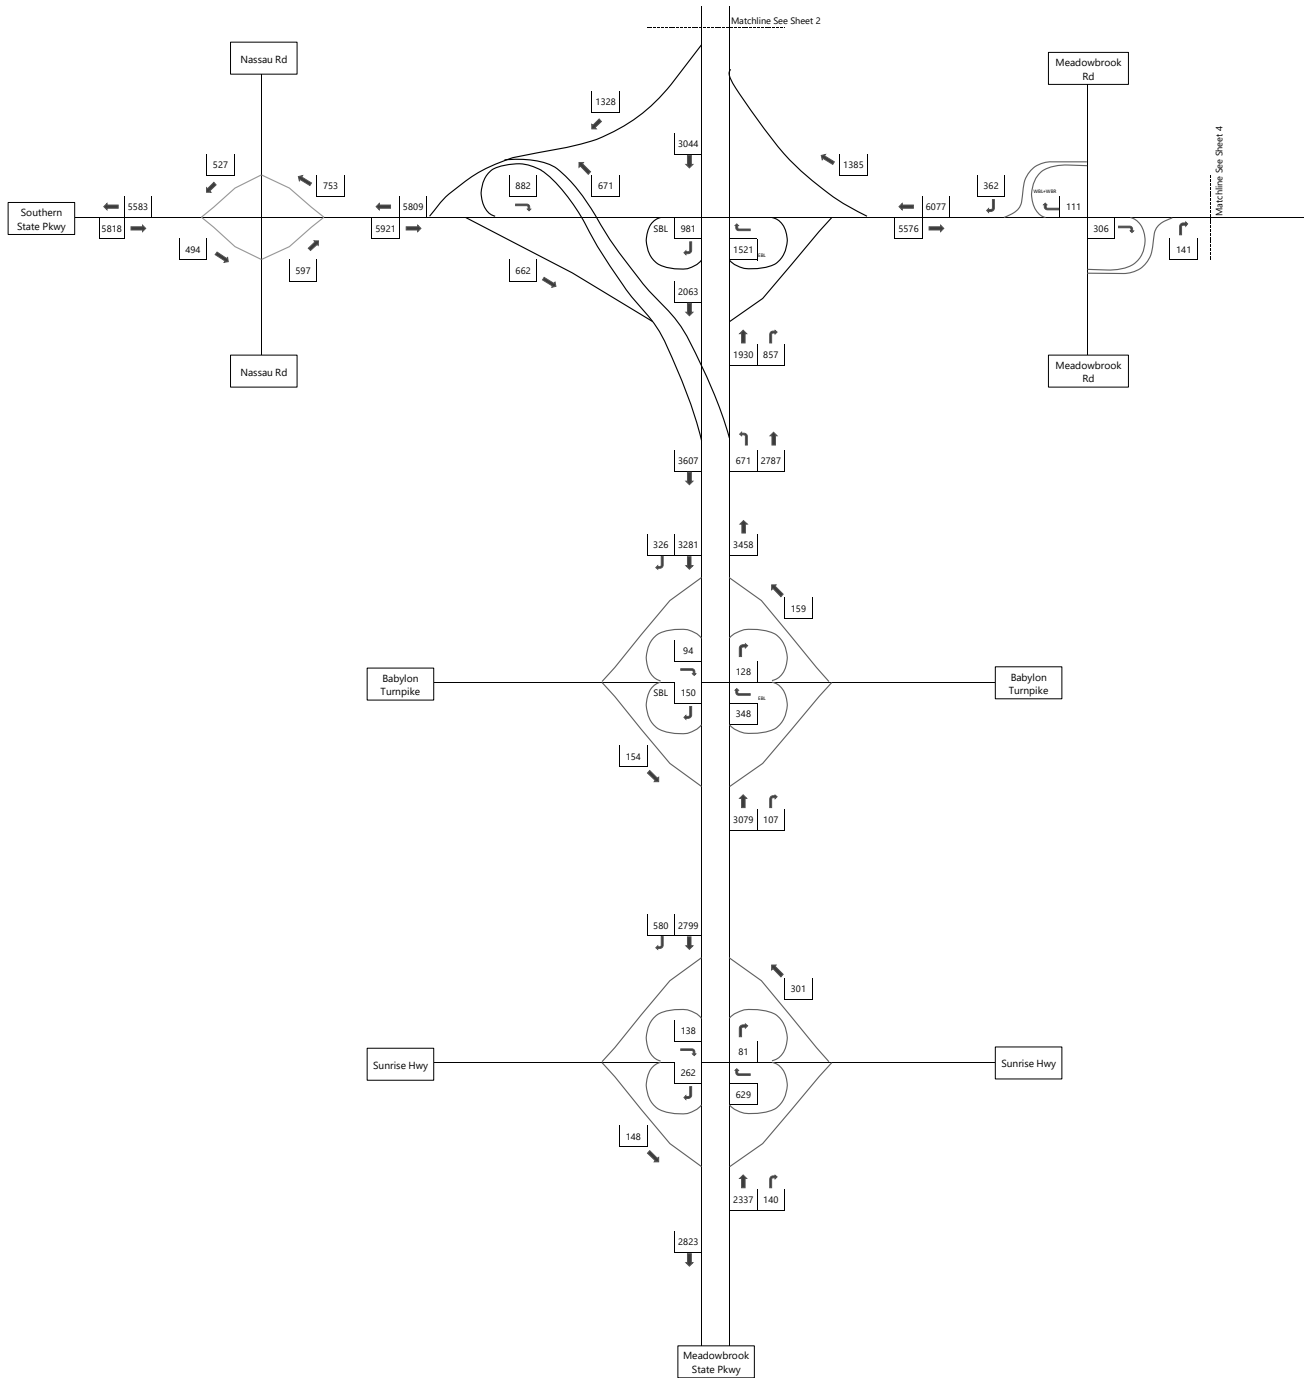 Matchline See Sheet 2
Nassau Rd
Meadowbrook
Rd
1328
Matchline See Sheet 4
3044
527
1385
753
882
671
362
WBL+WBR
Southern
State Pkwy
5583
5809
6077
111
5818
5921
SBL
981
5576
306
494
1521
EBL
141
597
662
2063
1930
857
Nassau Rd
Meadowbrook
Rd
3607
671
2787
326
3281
3458
159
94
128
Babylon
Turnpike
SBL
150
EBL
Babylon
Turnpike
348
154
3079
107
580
2799
301
138
81
Sunrise Hwy
262
Sunrise Hwy
629
148
2337
140
2823
Meadowbrook
State Pkwy